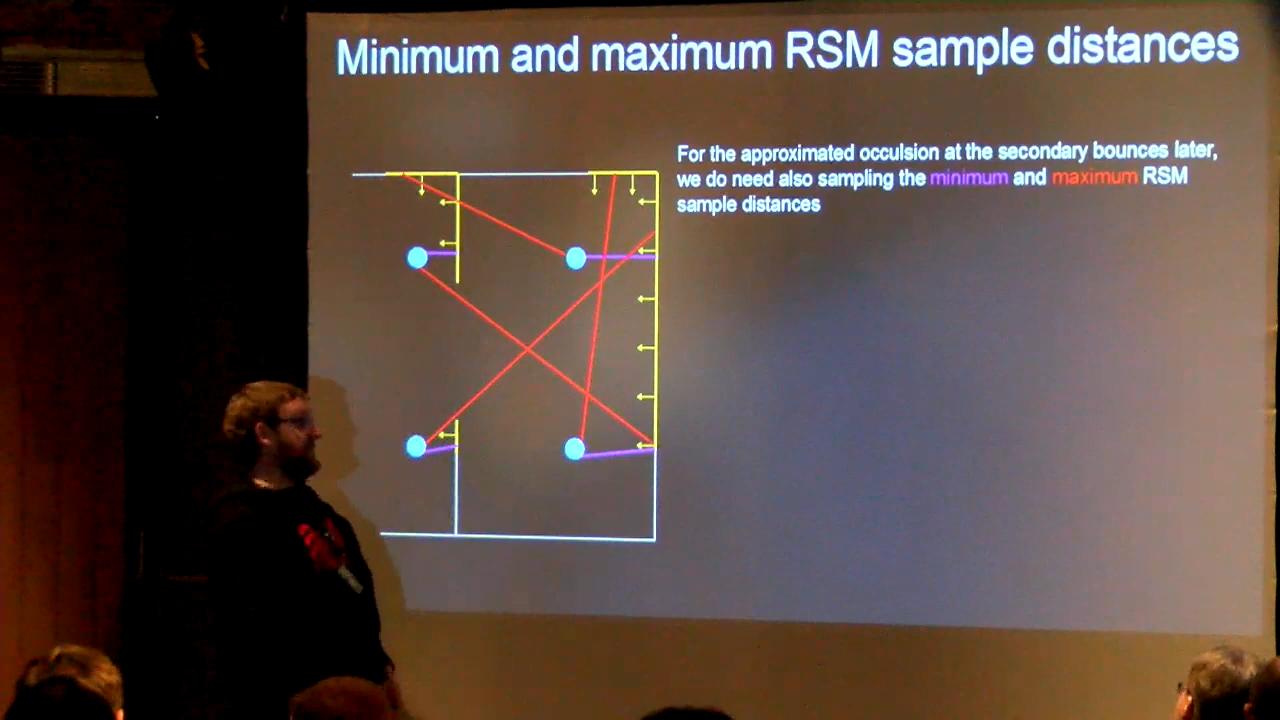 Minimum and maximum RSM sample distances
For the approximated occulsion at the secondary bounces later,
we do need also sampling the minimum and maximum RSM
sample distances